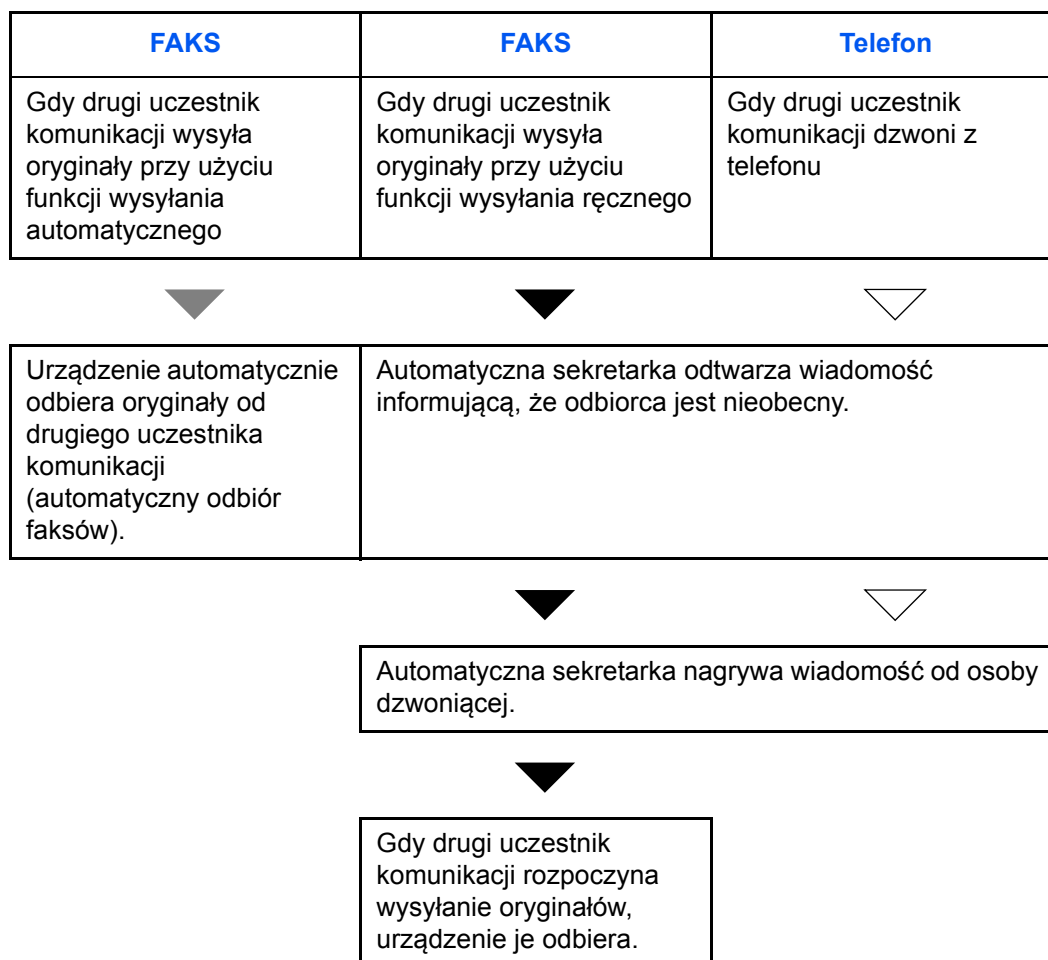 FAKS
FAKS
Telefon
Gdy drugi uczestnik
komunikacji wysyła
oryginały przy użyciu
funkcji wysyłania
automatycznego
Gdy drugi uczestnik
komunikacji wysyła
oryginały przy użyciu
funkcji wysyłania ręcznego
Gdy drugi uczestnik
komunikacji dzwoni z
telefonu
Urządzenie automatycznie
odbiera oryginały od
drugiego uczestnika
komunikacji
(automatyczny odbiór
faksów).
Automatyczna sekretarka odtwarza wiadomość
informującą, że odbiorca jest nieobecny.
Automatyczna sekretarka nagrywa wiadomość od osoby
dzwoniącej.
Gdy drugi uczestnik
komunikacji rozpoczyna
wysyłanie oryginałów,
urządzenie je odbiera.